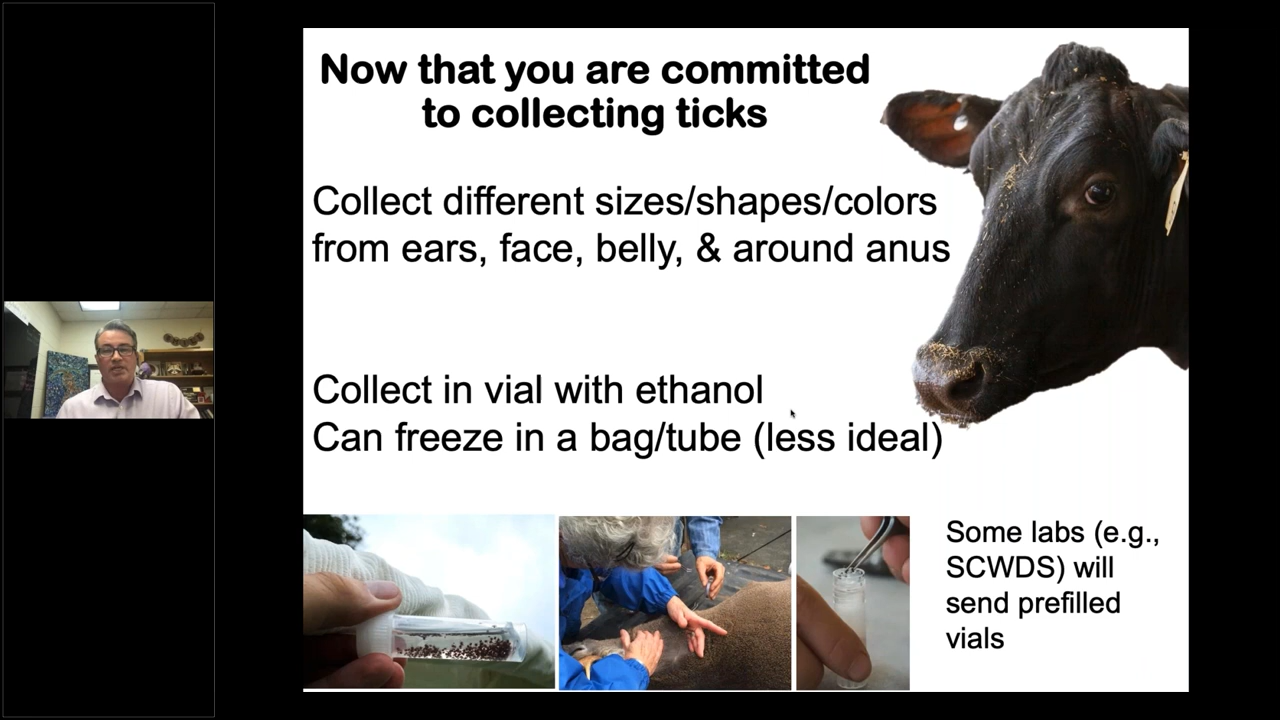 Now that you are committed
to collecting ticks
Collect different sizes/shapes/colors
from ears, face, belly, & around anus
Collect in vial with ethanol
Can freeze in a bag/tube (less ideal)
Some labs (e.g.,
SCWDS) will
send prefilled
vials